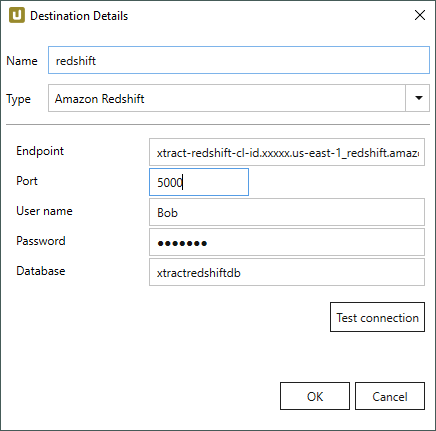 Destination Details
Name redshift
Type Amazon Redshift
Endpoint xtract-redshift-cl-id.xxxxx.us-east-1_redshift.amaz
Port 5000
User name Bob
Password ●●●●●●●
Database xtractredshiftdb
Test connection
OK Cancel